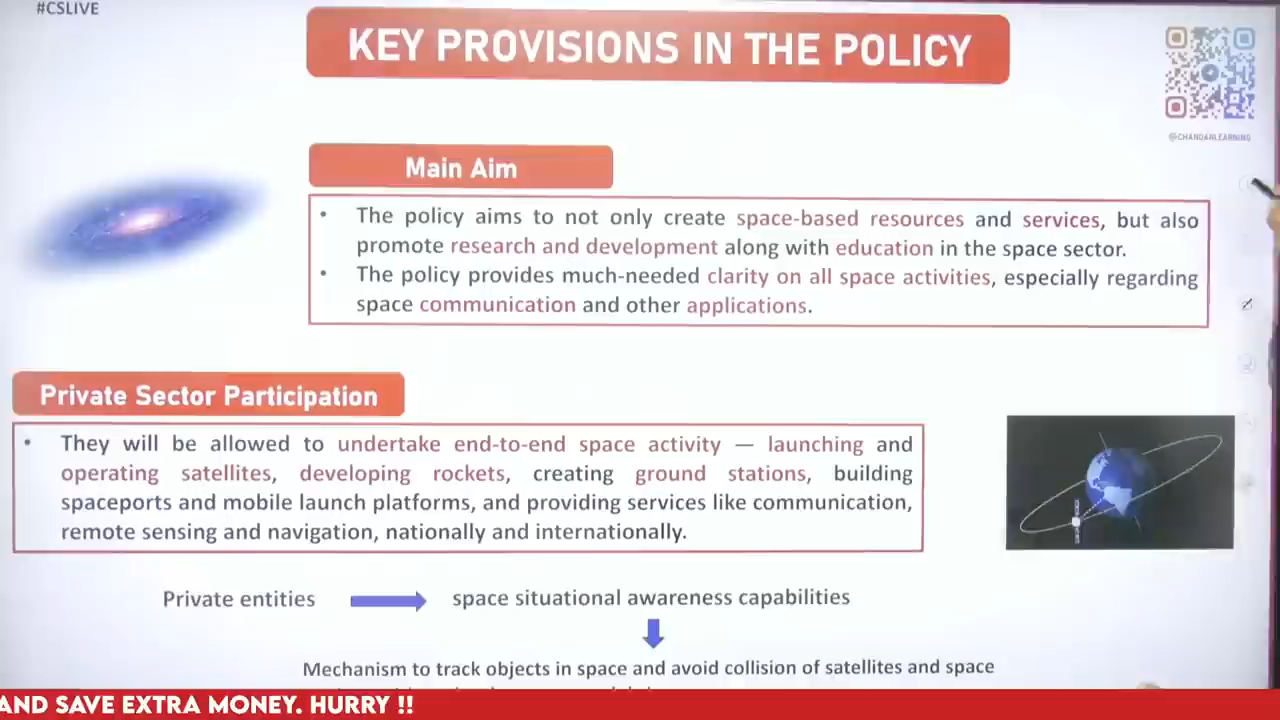 #CSLIVE
KEY PROVISIONS IN THE POLICY
@CHANDANLEARNING
Main Aim
• The policy aims to not only create space-based resources and services, but also
promote research and development along with education in the space sector.
• The policy provides much-needed clarity on all space activities, especially regarding
space communication and other applications.
Private Sector Participation
• They will be allowed to undertake end-to-end space activity — launching and
operating satellites, developing rockets, creating ground stations, building
spaceports and mobile launch platforms, and providing services like communication,
remote sensing and navigation, nationally and internationally.
Private entities
space situational awareness capabilities
Mechanism to track objects in space and avoid collision of satellites and space
AND SAVE EXTRA MONEY. HURRY !!